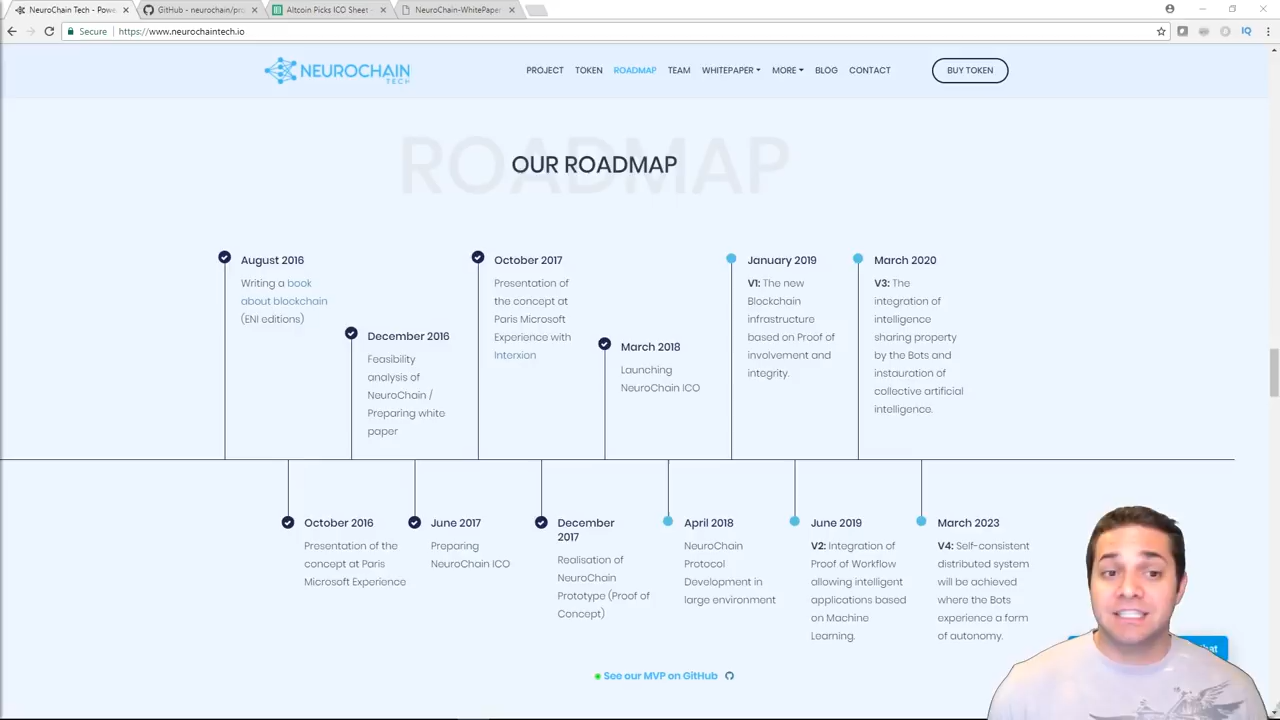 NeuroChain Tech - Powe
GitHub - neurochain/pro
Altcoin Picks ICO Sheet -
NeuroChain-WhitePaper
Secure
https://www.neurochaintech.io
NEUROCHAIN
TECH
PROJECT
TOKEN
ROADMAP
TEAM
WHITEPAPER
MORE
BLOG
CONTACT
BUY TOKEN
ROADMAP
OUR ROADMAP
August 2016
Writing a book
about blockchain
(ENI editions)
December 2016
Feasibility
analysis of
NeuroChain /
Preparing white
paper
October 2017
Presentation of
the concept at
Paris Microsoft
Experience with
Interxion
March 2018
Launching
NeuroChain ICO
January 2019
V1: The new
Blockchain
infrastructure
based on Proof of
involvement and
integrity.
March 2020
V3: The
integration of
intelligence
sharing property
by the Bots and
instauration of
collective artificial
intelligence.
October 2016
Presentation of the
concept at Paris
Microsoft Experience
June 2017
Preparing
NeuroChain ICO
December
2017
Realisation of
NeuroChain
Prototype (Proof of
Concept)
April 2018
NeuroChain
Protocol
Development in
large environment
June 2019
V2: Integration of
Proof of Workflow
allowing intelligent
applications based
on Machine
Learning.
March 2023
V4: Self-consistent
distributed system
will be achieved
where the Bots
experience a form
of autonomy.
See our MVP on GitHub